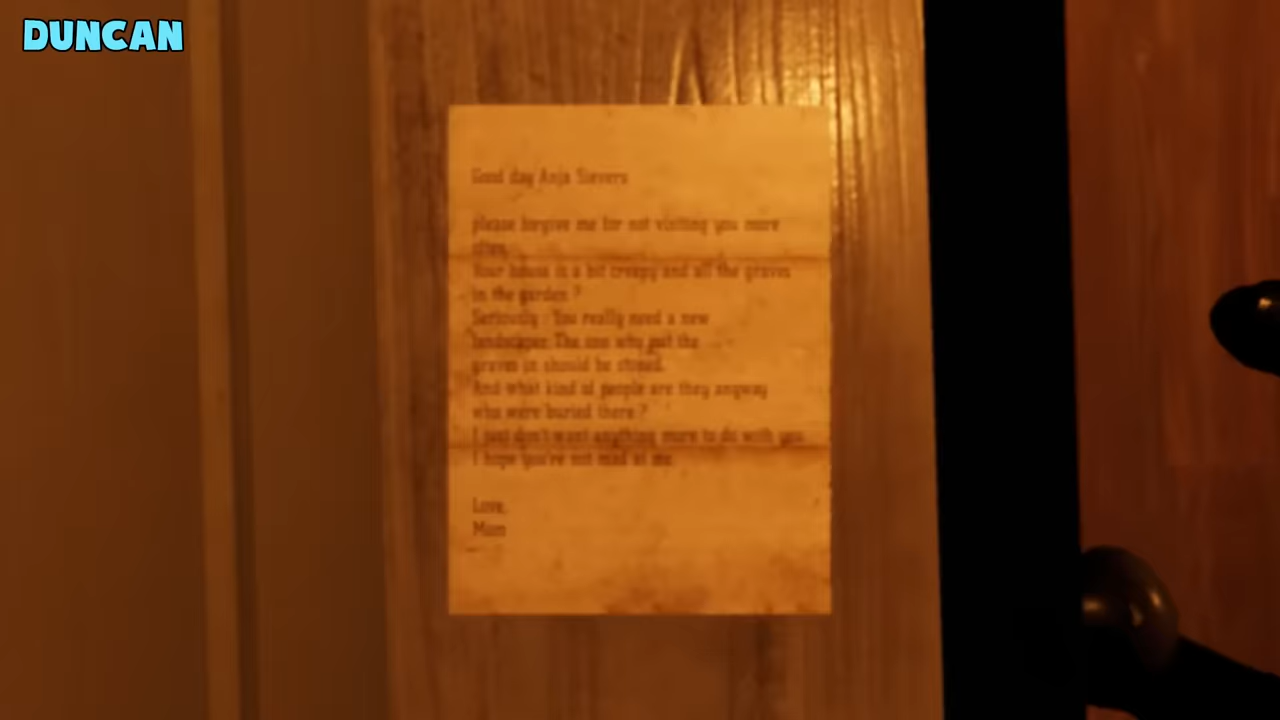 DUNCAN
Good day Anja Sievers
please forgive me for not visiting you more
often.
Your house is a bit creepy and all the graves
in the garden ?
Seriously - You really need a new
landscaper. The one who put the
graves in should be stoned.
And what kind of people are they anyway
who were buried there ?
I just don't want anything more to do with you.
I hope you're not mad at me.
Love,
Mom